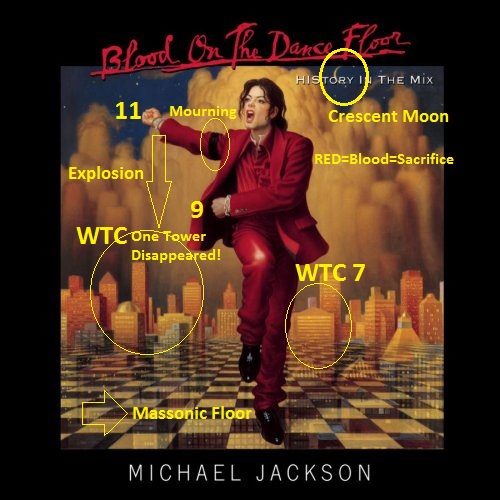 Blood On The Dance Floor
HISTORY IN THE MIX
11
Mourning
Crescent Moon
RED=Blood=Sacrifice
Explosion
9
WTC One Tower
Disappeared!
WTC 7
Massonic Floor
MICHAEL JACKSON